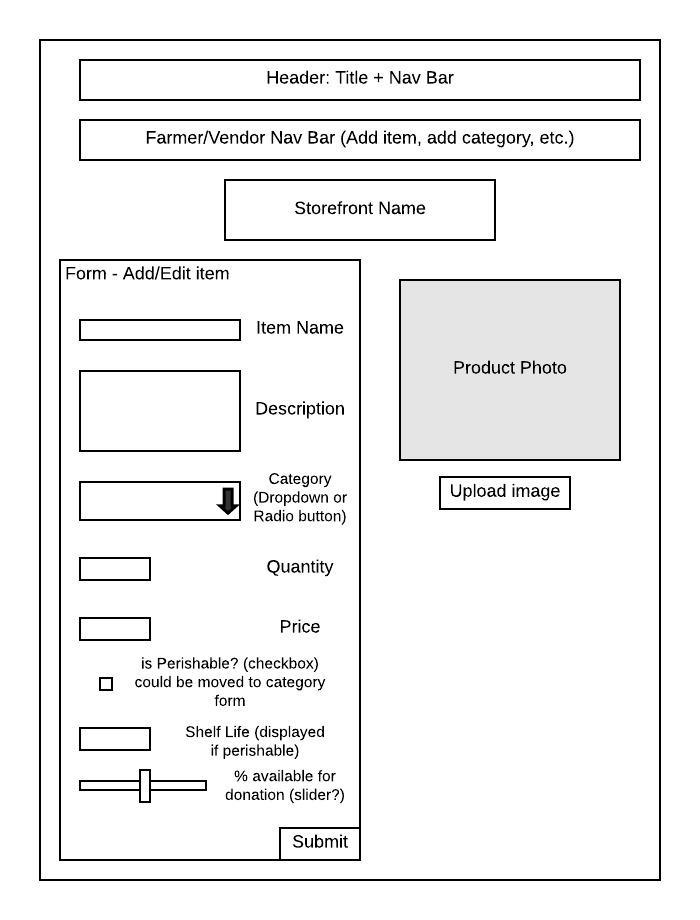 Header: Title + Nav Bar
Farmer/Vendor Nav Bar (Add item, add category, etc.)
Storefront Name
Form - Add/Edit item
Item Name
Description
Category
(Dropdown or
Radio button)
Quantity
Price
is Perishable? (checkbox)
could be moved to category
form
Shelf Life (displayed
if perishable)
% available for
donation (slider?)
Submit
Product Photo
Upload image